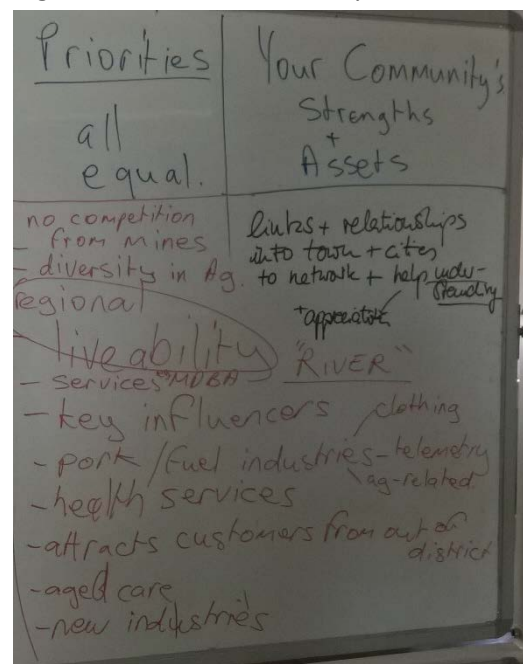 Priorities
all
equal.
Your Community's
Strengths
+
Assets
no competition
- from Mines
- diversity in Ag.
regional
liveability
- services MDBA
links + relationships
into town + cities
to network + help under-
standing
+ appreciation
"RIVER"
- key influencers
clothing
- pork / fuel industries - telemetry
ag-related
- health services
- attracts customers from out of
district
- aged care
- new industries